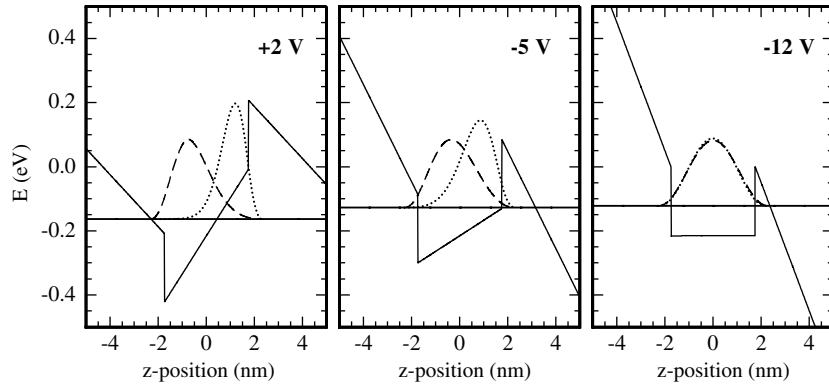 0.4
0.2
0.0
-0.2
-0.4
E (eV)
+2 V
-5 V
-12 V
-4 -2 0 2 4
-4 -2 0 2 4
-4 -2 0 2 4
z-position (nm)
z-position (nm)
z-position (nm)